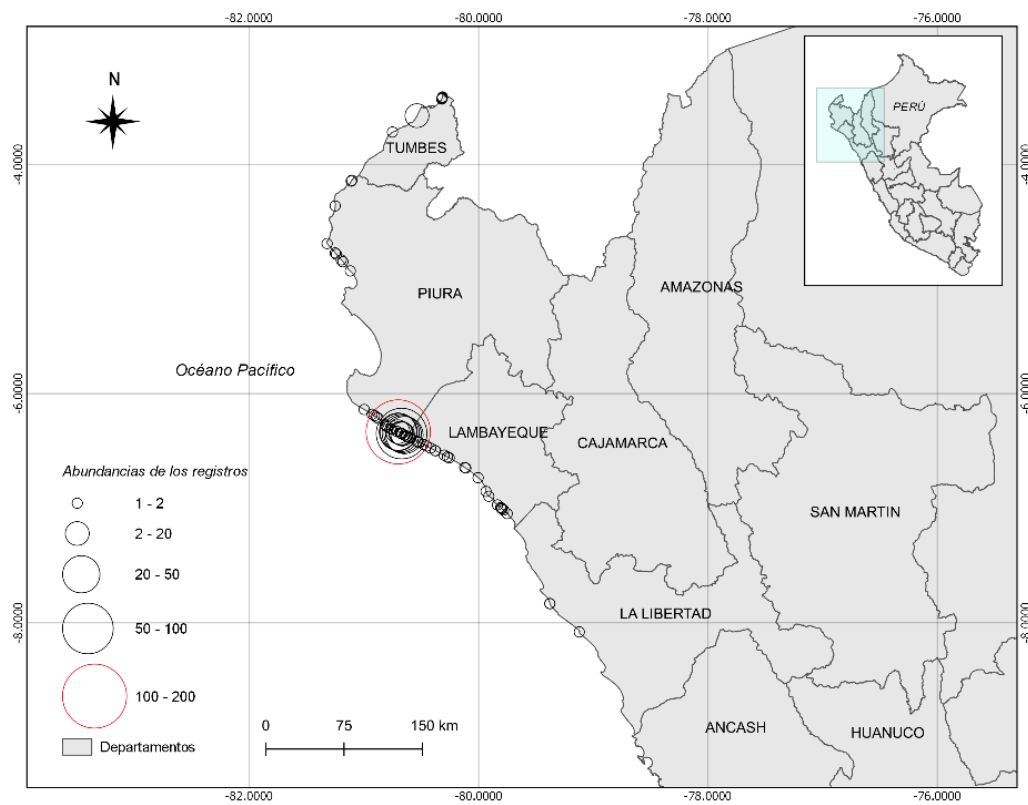 -82.0000
-80.0000
-78.0000
-76.0000
N
PERÚ
TUMBES
-4.0000
-4.0000
PIURA
AMAZONAS
Océano Pacífico
-6.0000
-6.0000
LAMBAYEQUE
CAJAMARCA
Abundancias de los registros
1 - 2
2 - 20
20 - 50
50 - 100
100 - 200
Departamentos
SAN MARTIN
LA LIBERTAD
-8.0000
-8.0000
0 75 150 km
ANCASH
HUANUCO
-82.0000
-80.0000
-78.0000
-76.0000